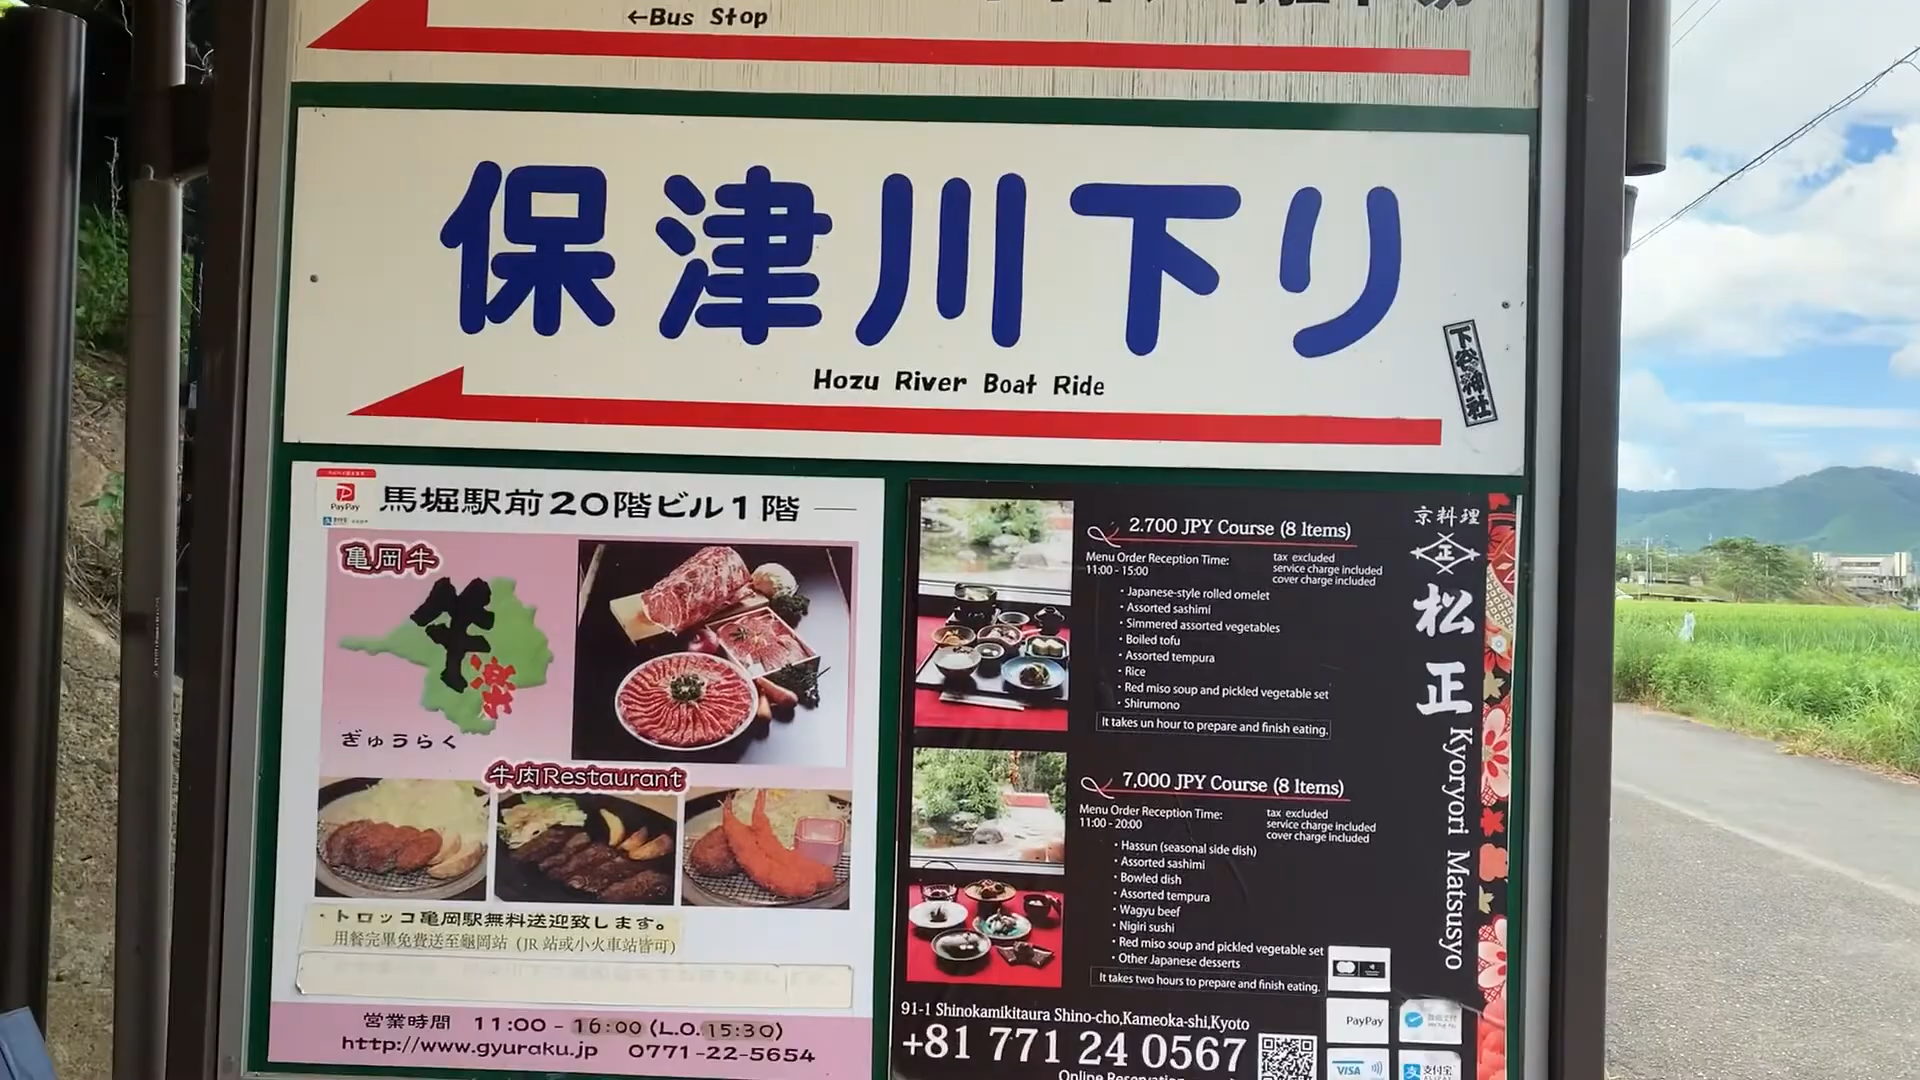 ←Bus Stop
保津川下り
Hozu River Boat Ride
下谷神社
PayPay
馬堀駅前20階ビル1階
亀岡牛
牛楽
ぎゅうらく
牛肉Restaurant
・トロッコ亀岡駅無料送迎致します。
用餐完畢免費送至龜岡站（JR 站或小火車站皆可）
営業時間 11:00 - 16:00 (L.O. 15:30)
http://www.gyuraku.jp 0771-22-5654
京料理
正
松正
Kyoryori Matsusyo
2.700 JPY Course (8 Items)
Menu Order Reception Time:
11:00 - 15:00
tax excluded
service charge included
cover charge included
・Japanese-style rolled omelet
・Assorted sashimi
・Simmered assorted vegetables
・Boiled tofu
・Assorted tempura
・Rice
・Red miso soup and pickled vegetable set
・Shirumono
It takes un hour to prepare and finish eating.
7,000 JPY Course (8 Items)
Menu Order Reception Time:
11:00 - 20:00
tax excluded
service charge included
cover charge included
・Hassun (seasonal side dish)
・Assorted sashimi
・Bowled dish
・Assorted tempura
・Wagyu beef
・Nigiri sushi
・Red miso soup and pickled vegetable set
・Other Japanese desserts
It takes two hours to prepare and finish eating.
91-1 Shinokamikitaura Shino-cho,Kameoka-shi,Kyoto
+81 771 24 0567
Online Reservation
PayPay
VISA
支付宝